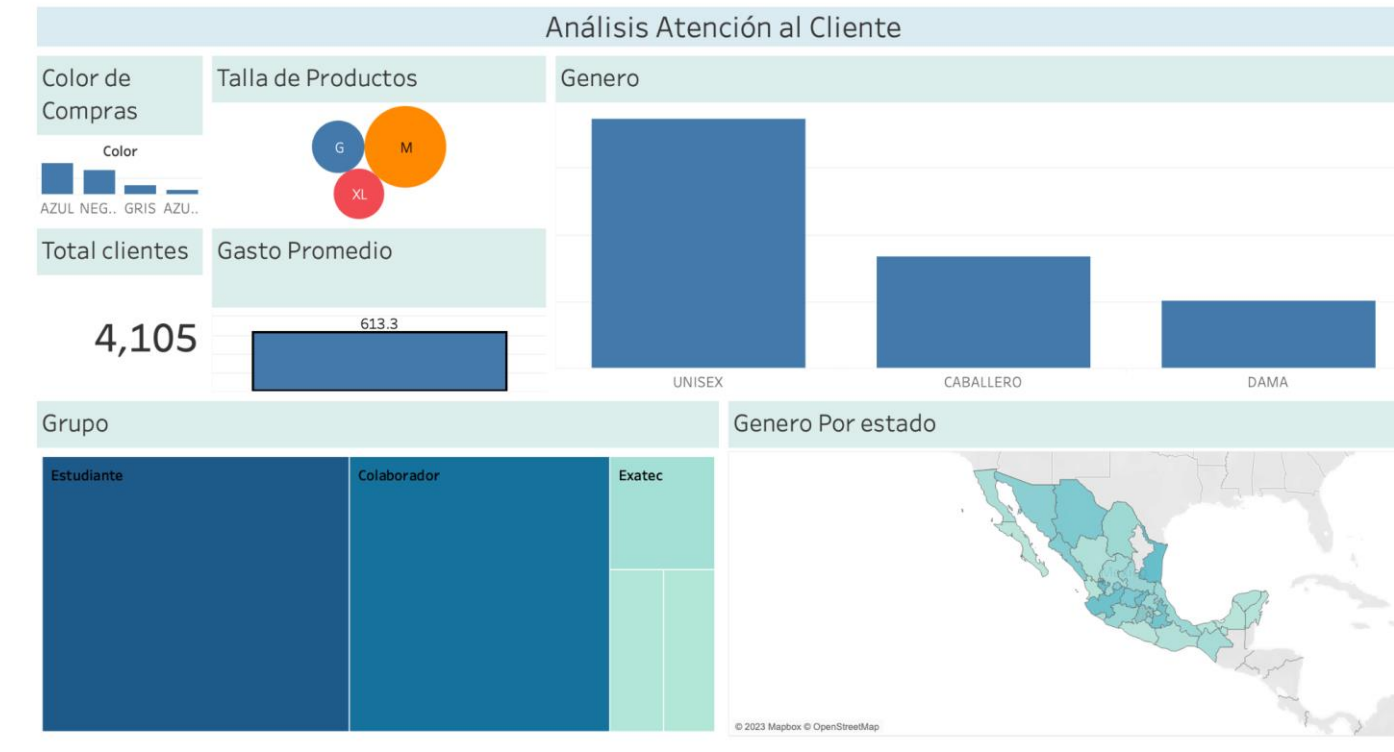 Análisis Atención al Cliente
Color de
Compras
Color
AZUL NEG.. GRIS AZU..
Talla de Productos
G
M
XL
Genero
UNISEX CABALLERO DAMA
Total clientes
4,105
Gasto Promedio
613.3
Grupo
Estudiante
Colaborador
Exatec
Genero Por estado
© 2023 Mapbox © OpenStreetMap